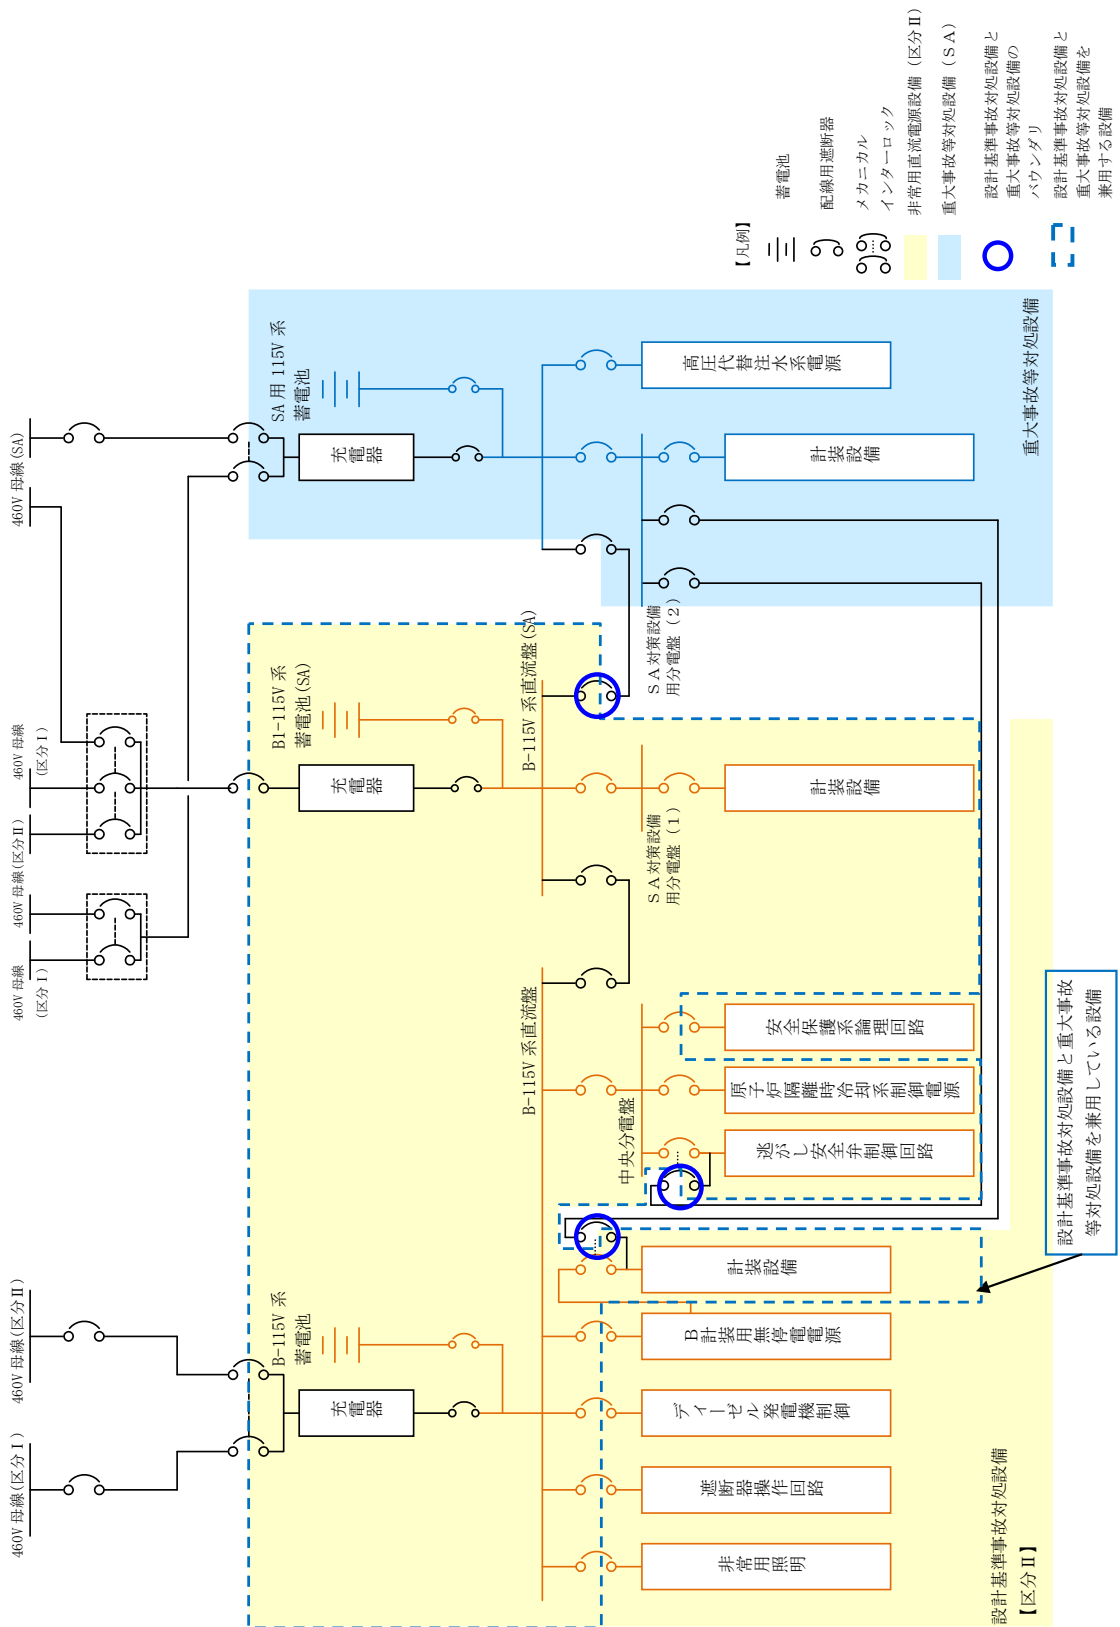 460V 母線(区分Ⅰ)
460V 母線(区分Ⅱ)
460V 母線
(区分Ⅰ)
460V 母線
460V 母線(区分Ⅱ)
460V 母線
(区分Ⅰ)
460V 母線(SA)
B-115V 系
蓄電池
充電器
B1-115V 系
蓄電池(SA)
充電器
SA 用 115V 系
蓄電池
充電器
B-115V 系直流盤
B-115V 系直流盤(SA)
中央分電盤
SA対策設備
用分電盤(1)
SA対策設備
用分電盤(2)
非常用照明
遮断器操作回路
ディーゼル発電機制御
B計装用無停電電源
計装設備
逃がし安全弁制御回路
原子炉隔離時冷却系制御電源
安全保護系論理回路
計装設備
計装設備
高圧代替注水系電源
設計基準事故対処設備
【区分Ⅱ】
重大事故等対処設備
設計基準事故対処設備と重大事故
等対処設備を兼用している設備
【凡例】
蓄電池
配線用遮断器
メカニカル
インターロック
非常用直流電源設備(区分Ⅱ)
重大事故等対処設備(SA)
設計基準事故対処設備と
重大事故等対処設備の
バウンダリ
設計基準事故対処設備と
重大事故等対処設備を
兼用する設備